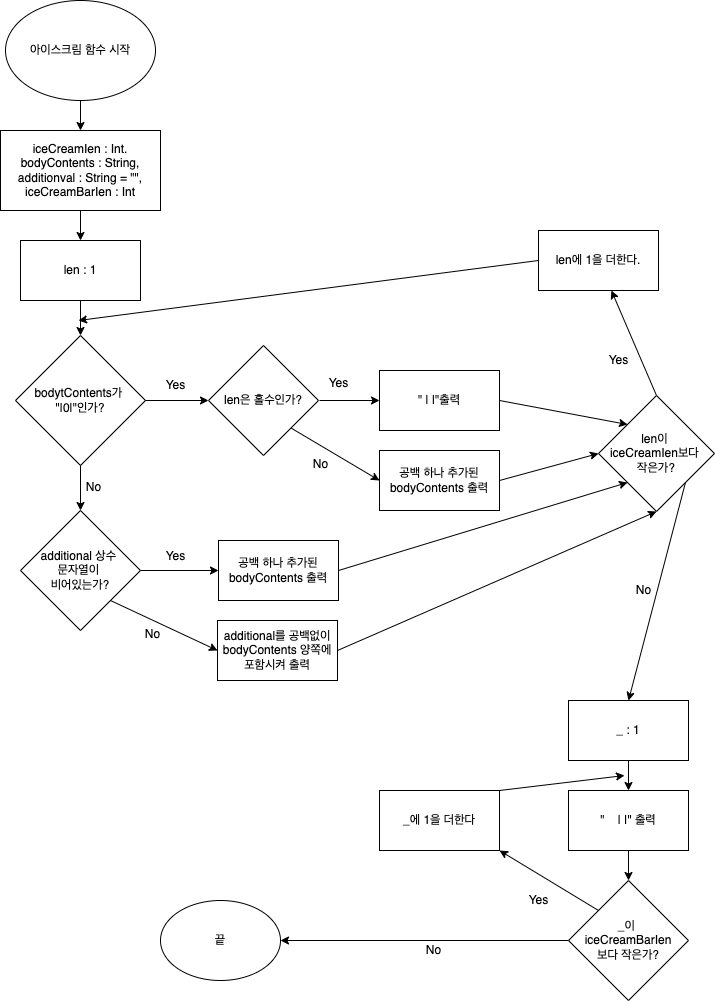 아이스크림 함수 시작
iceCreamlen : Int.
bodyContents : String,
additionval : String = "",
iceCreamBarlen : Int
len : 1
len에 1을 더한다.
bodytContents가
"|0|"인가?
Yes
len은 홀수인가?
Yes
" | |"출력
Yes
len이
iceCreamlen보다
작은가?
No
공백 하나 추가된
bodyContents 출력
No
additional 상수
문자열이
비어있는가?
Yes
공백 하나 추가된
bodyContents 출력
No
additional를 공백없이
bodyContents 양쪽에
포함시켜 출력
No
_ : 1
_에 1을 더한다
"    | |" 출력
Yes
_이
iceCreamBarlen
보다 작은가?
No
끝